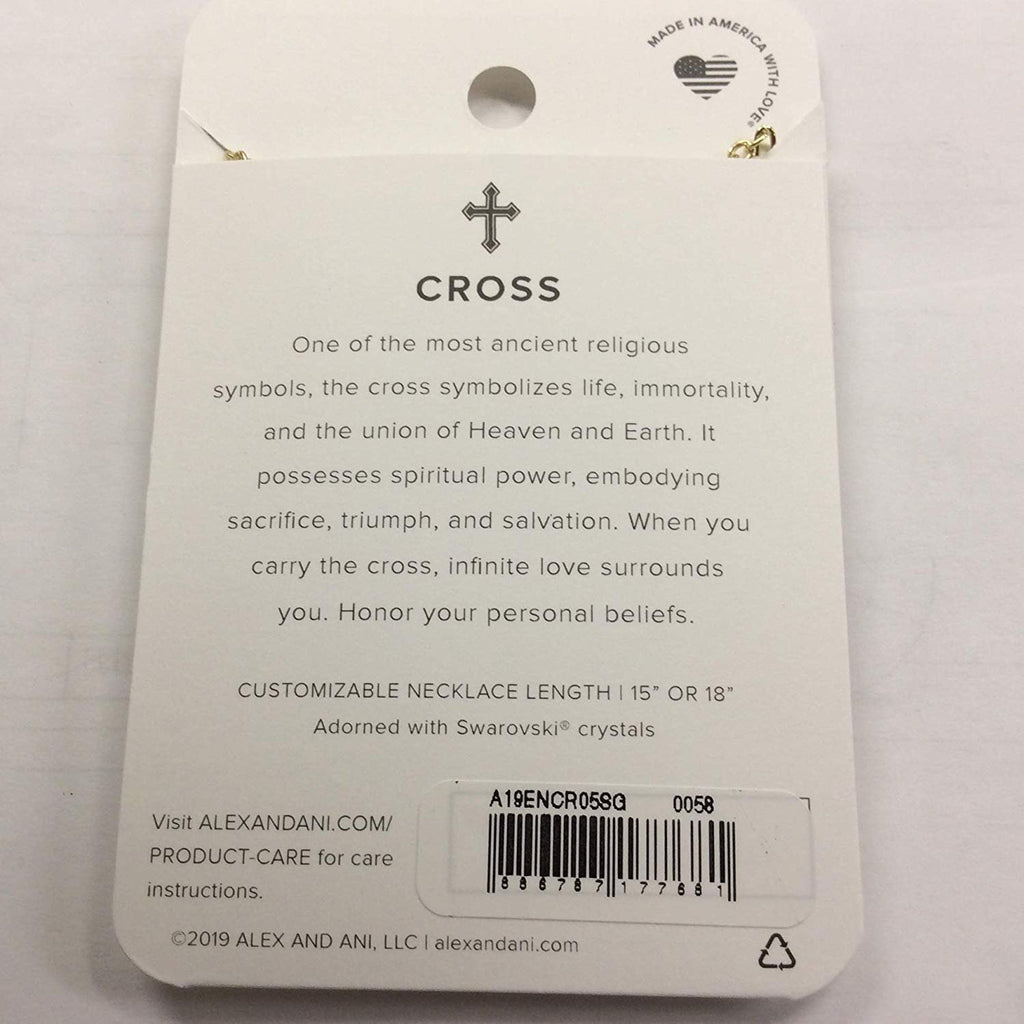 MADE IN AMERICA WITH LOVE®
CROSS
One of the most ancient religious
symbols, the cross symbolizes life, immortality,
and the union of Heaven and Earth. It
possesses spiritual power, embodying
sacrifice, triumph, and salvation. When you
carry the cross, infinite love surrounds
you. Honor your personal beliefs.
CUSTOMIZABLE NECKLACE LENGTH | 15” OR 18”
Adorned with Swarovski® crystals
Visit ALEXANDANI.COM/
PRODUCT-CARE for care
instructions.
A19ENCR05SG 0058
886787177681
©2019 ALEX AND ANI, LLC | alexandani.com